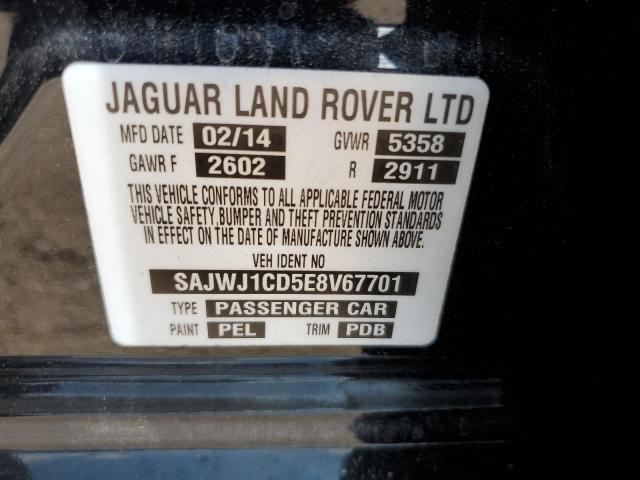 JAGUAR LAND ROVER LTD
MFD DATE 02/14 GVWR 5358
GAWR F 2602 R 2911
THIS VEHICLE CONFORMS TO ALL APPLICABLE FEDERAL MOTOR
VEHICLE SAFETY,BUMPER AND THEFT PREVENTION STANDARDS
IN EFFECT ON THE DATE OF MANUFACTURE SHOWN ABOVE.
VEH IDENT NO
SAJWJ1CD5E8V67701
TYPE PASSENGER CAR
PAINT PEL TRIM PDB